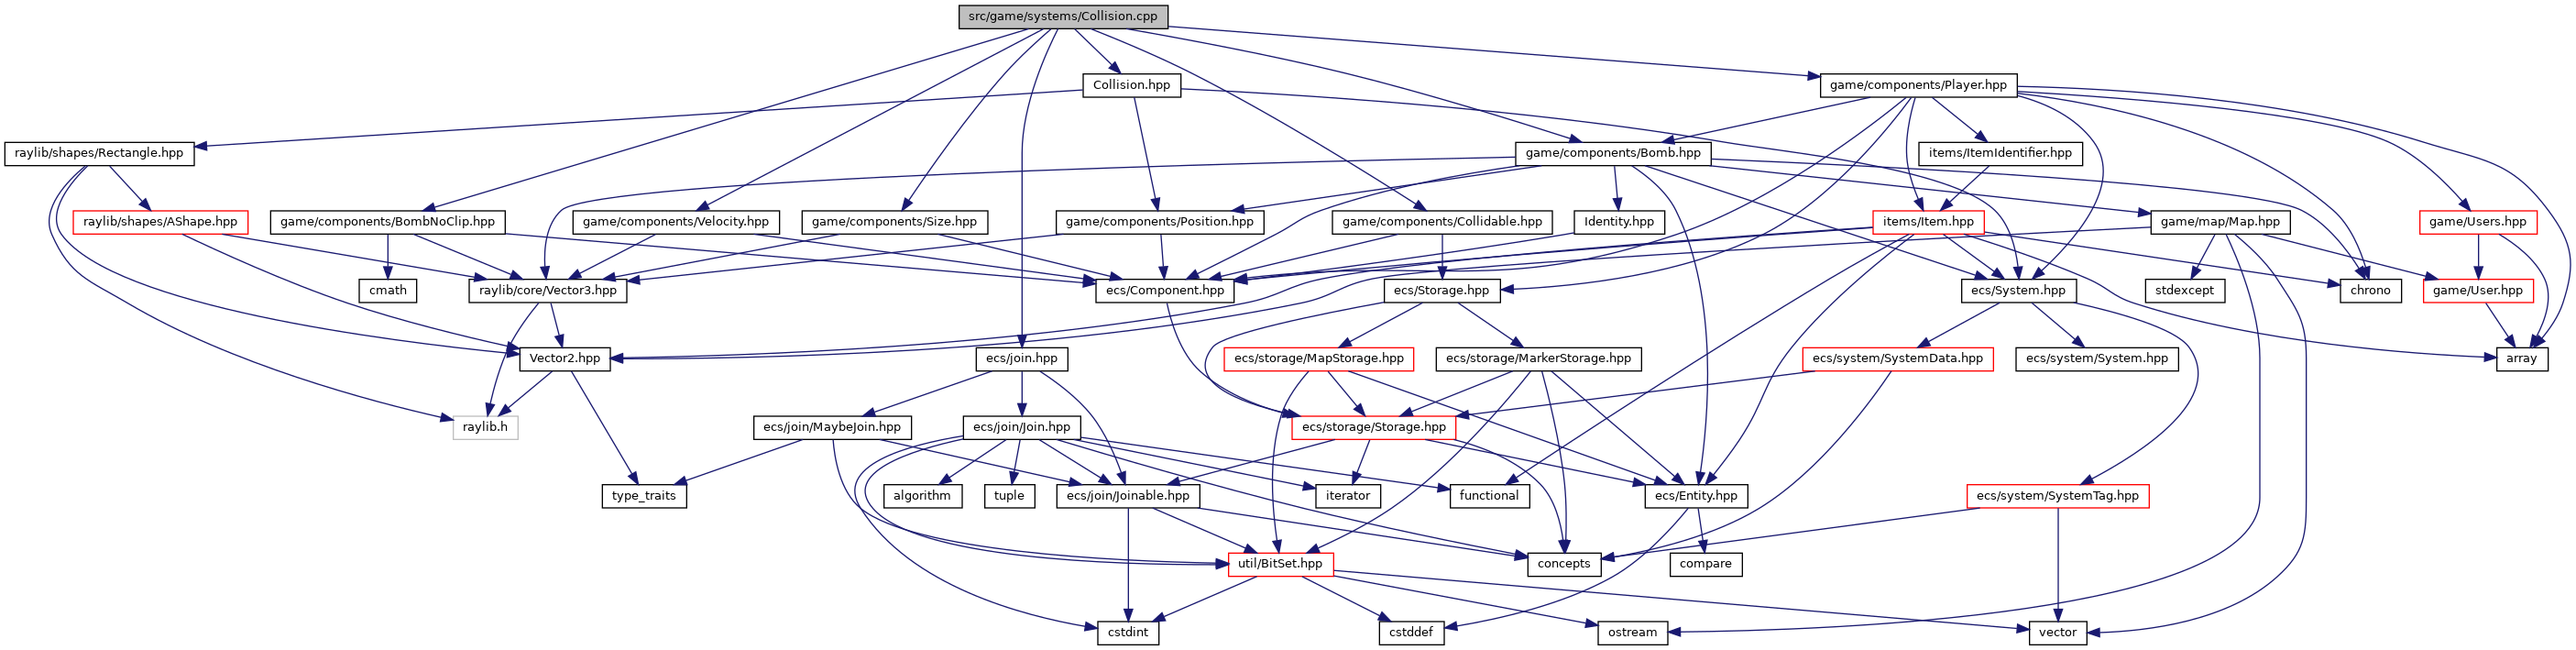 src/game/systems/Collision.cpp
Collision.hpp
game/components/Player.hpp
raylib/shapes/Rectangle.hpp
game/components/Bomb.hpp
items/ItemIdentifier.hpp
raylib/shapes/AShape.hpp
game/components/BombNoClip.hpp
game/components/Velocity.hpp
game/components/Size.hpp
game/components/Position.hpp
game/components/Collidable.hpp
Identity.hpp
items/Item.hpp
game/map/Map.hpp
game/Users.hpp
cmath
raylib/core/Vector3.hpp
ecs/Component.hpp
ecs/Storage.hpp
ecs/System.hpp
stdexcept
chrono
game/User.hpp
Vector2.hpp
ecs/join.hpp
ecs/storage/MapStorage.hpp
ecs/storage/MarkerStorage.hpp
ecs/system/SystemData.hpp
ecs/system/System.hpp
array
raylib.h
ecs/join/MaybeJoin.hpp
ecs/join/Join.hpp
ecs/storage/Storage.hpp
type_traits
algorithm
tuple
ecs/join/Joinable.hpp
iterator
functional
ecs/Entity.hpp
ecs/system/SystemTag.hpp
util/BitSet.hpp
concepts
compare
cstdint
cstddef
ostream
vector